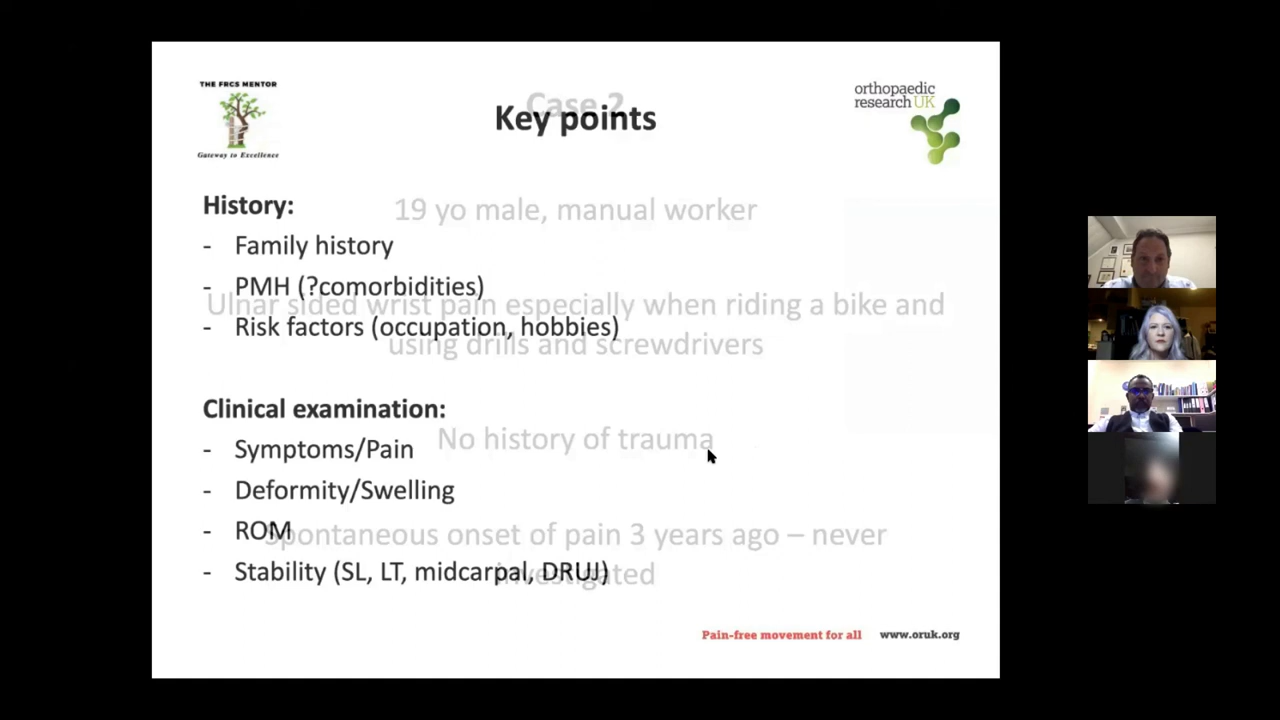 THE FRCS MENTOR
Gateway to Excellence
orthopaedic
research UK
Case 2
Key points
History:
19 yo male, manual worker
- Family history
- PMH (?comorbidities)
Ulnar sided wrist pain especially when riding a bike and
- Risk factors (occupation, hobbies)
using drills and screwdrivers
Clinical examination:
No history of trauma
- Symptoms/Pain
- Deformity/Swelling
- ROM
Spontaneous onset of pain 3 years ago – never
- Stability (SL, LT, midcarpal, DRUJ)
investigated
Pain-free movement for all www.oruk.org